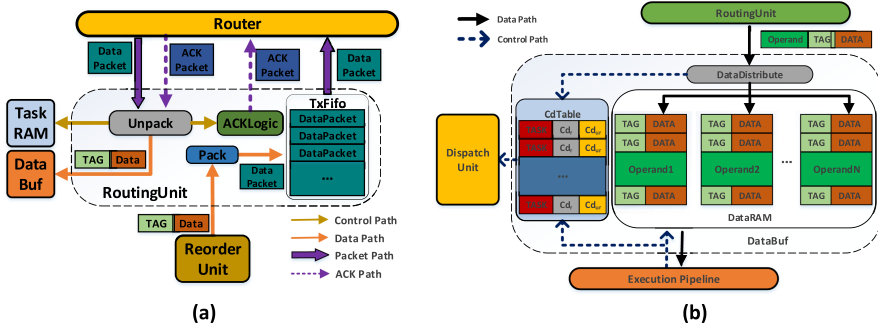 Router
Data Packet
ACK Packet
ACK Packet
Data Packet
TxFifo
Task RAM
Unpack
ACKLogic
DataPacket
DataPacket
DataPacket
...
Data Buf
TAG Data
Pack
Data Packet
RoutingUnit
TAG Data
Reorder Unit
Control Path
Data Path
Packet Path
ACK Path
(a)
Data Path
Control Path
RoutingUnit
Operand TAG DATA
DataDistribute
CdTable
Cdᵣ
Cdᵣ
...
Cdᵣ
Dispatch Unit
TAG DATA TAG DATA TAG DATA
TAG DATA TAG DATA TAG DATA
Operand1 Operand2 ... OperandN
TAG DATA TAG DATA TAG DATA
DataRAM
DataBuf
Execution Pipeline
(b)